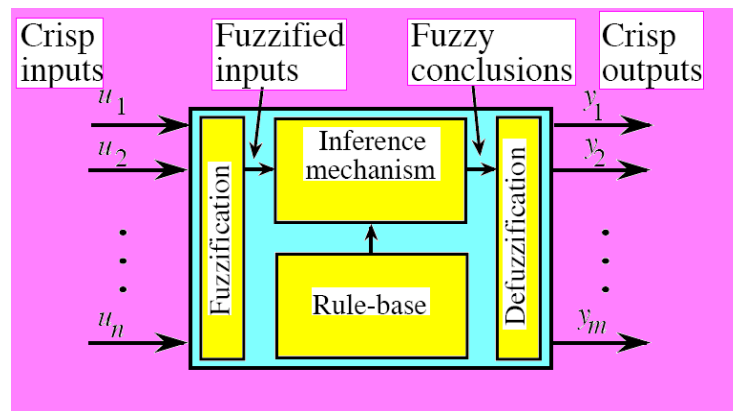 Crisp
inputs
Fuzzified
inputs
Fuzzy
conclusions
Crisp
outputs
u1
u2
un
Fuzzification
Inference
mechanism
Rule-base
Defuzzification
y1
y2
ym